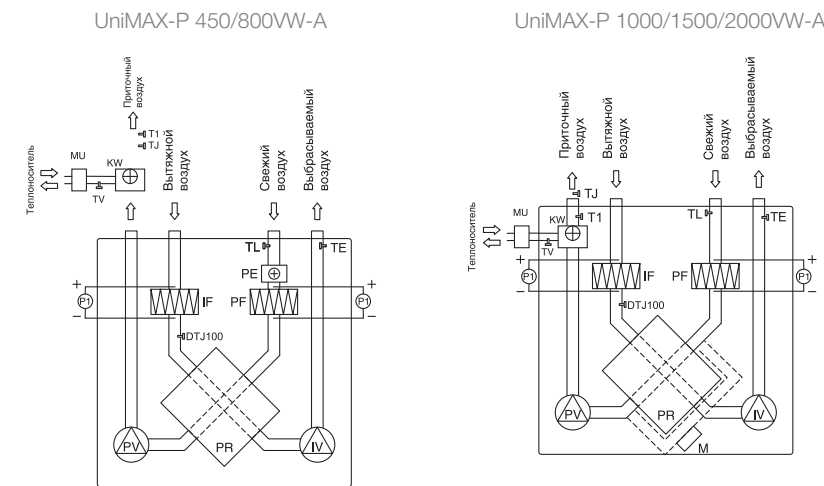 UniMAX-P 450/800VW-A
Приточный
воздух
T1
TJ
Теплоноситель
MU
KW
TV
Вытяжной
воздух
Свежий
воздух
Выбрасываемый
воздух
TL
TE
PE
+
P1
−
IF
PF
+
P1
−
DTJ100
PV
PR
IV
UniMAX-P 1000/1500/2000VW-A
Приточный
воздух
Вытяжной
воздух
Свежий
воздух
Выбрасываемый
воздух
TJ
Теплоноситель
MU
KW
T1
TV
TL
TE
+
P1
−
IF
PF
+
P1
−
DTJ100
PV
PR
IV
M